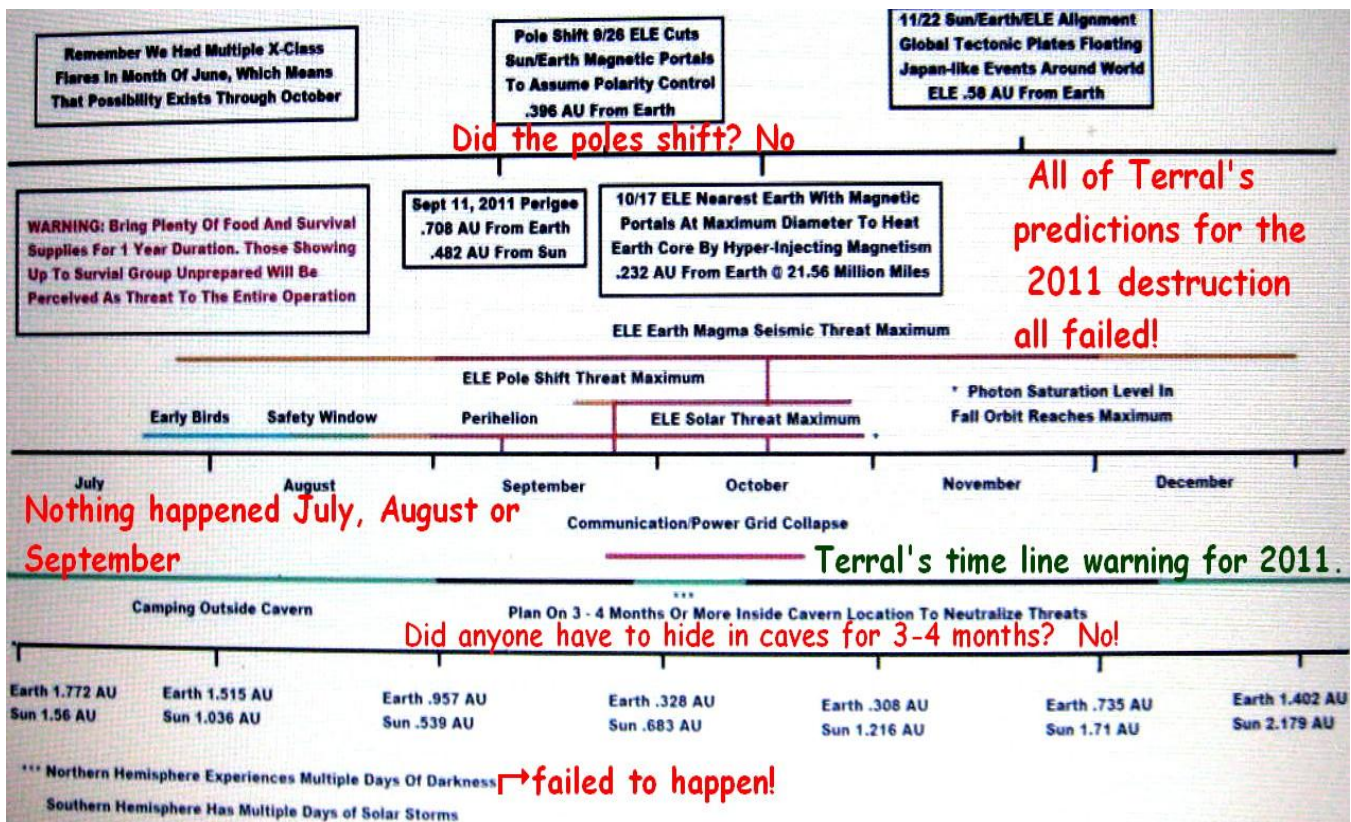 Remember We Had Multiple X-Class
Flares In Month Of June, Which Means
That Possibility Exists Through October
Pole Shift 9/26 ELE Cuts
Sun/Earth Magnetic Portals
To Assume Polarity Control
.396 AU From Earth
11/22 Sun/Earth/ELE Alignment
Global Tectonic Plates Floating
Japan-like Events Around World
ELE .58 AU From Earth
Did the poles shift? No
WARNING: Bring Plenty Of Food And Survival
Supplies For 1 Year Duration. Those Showing
Up To Survial Group Unprepared Will Be
Perceived As Threat To The Entire Operation
Sept 11, 2011 Perigee
.708 AU From Earth
.482 AU From Sun
10/17 ELE Nearest Earth With Magnetic
Portals At Maximum Diameter To Heat
Earth Core By Hyper-Injecting Magnetism
.232 AU From Earth @ 21.56 Million Miles
All of Terral's
predictions for the
2011 destruction
all failed!
ELE Earth Magma Seismic Threat Maximum
ELE Pole Shift Threat Maximum
* Photon Saturation Level In
Fall Orbit Reaches Maximum
Early Birds
Safety Window
Perihelion
ELE Solar Threat Maximum
*
July
August
September
October
November
December
Nothing happened July, August or
September
Communication/Power Grid Collapse
Terral's time line warning for 2011.
***
Camping Outside Cavern
Plan On 3 - 4 Months Or More Inside Cavern Location To Neutralize Threats
Did anyone have to hide in caves for 3-4 months? No!
Earth 1.772 AU
Sun 1.56 AU
Earth 1.515 AU
Sun 1.036 AU
Earth .957 AU
Sun .539 AU
Earth .328 AU
Sun .683 AU
Earth .308 AU
Sun 1.216 AU
Earth .735 AU
Sun 1.71 AU
Earth 1.402 AU
Sun 2.179 AU
*** Northern Hemisphere Experiences Multiple Days Of Darkness
failed to happen!
Southern Hemisphere Has Multiple Days of Solar Storms